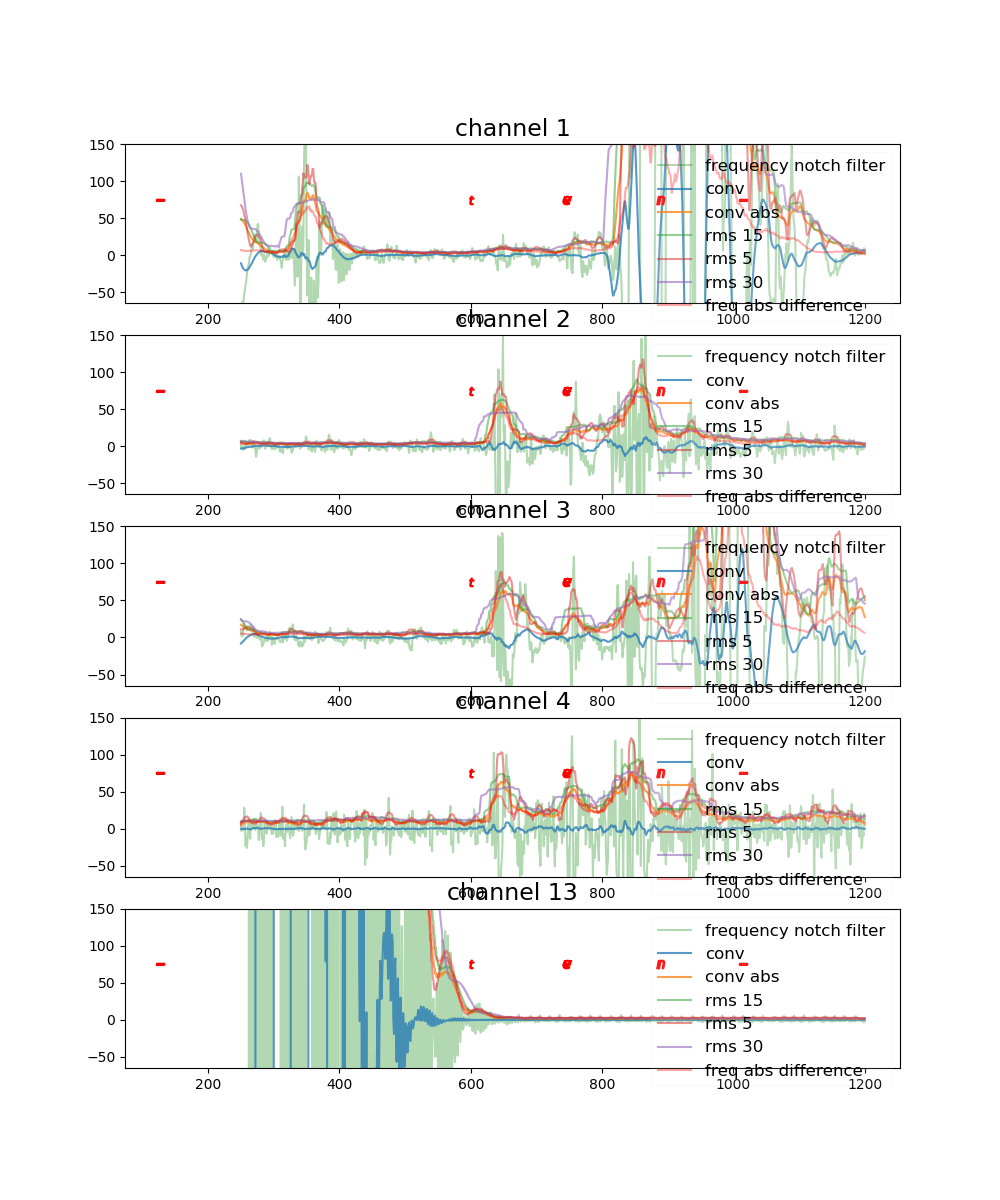 channel 1
150
100
50
0
−50
200 400 600 800 1000 1200
frequency notch filter
conv
conv abs
rms 15
rms 5
rms 30
freq abs difference
– t n –
channel 2
150
100
50
0
−50
200 400 600 800 1000 1200
frequency notch filter
conv
conv abs
rms 15
rms 5
rms 30
freq abs difference
– t n –
channel 3
150
100
50
0
−50
200 400 600 800 1000 1200
frequency notch filter
conv
conv abs
rms 15
rms 5
rms 30
freq abs difference
– t n –
channel 4
150
100
50
0
−50
200 400 600 800 1000 1200
frequency notch filter
conv
conv abs
rms 15
rms 5
rms 30
freq abs difference
– t n –
channel 13
150
100
50
0
−50
200 400 600 800 1000 1200
frequency notch filter
conv
conv abs
rms 15
rms 5
rms 30
freq abs difference
– t n –